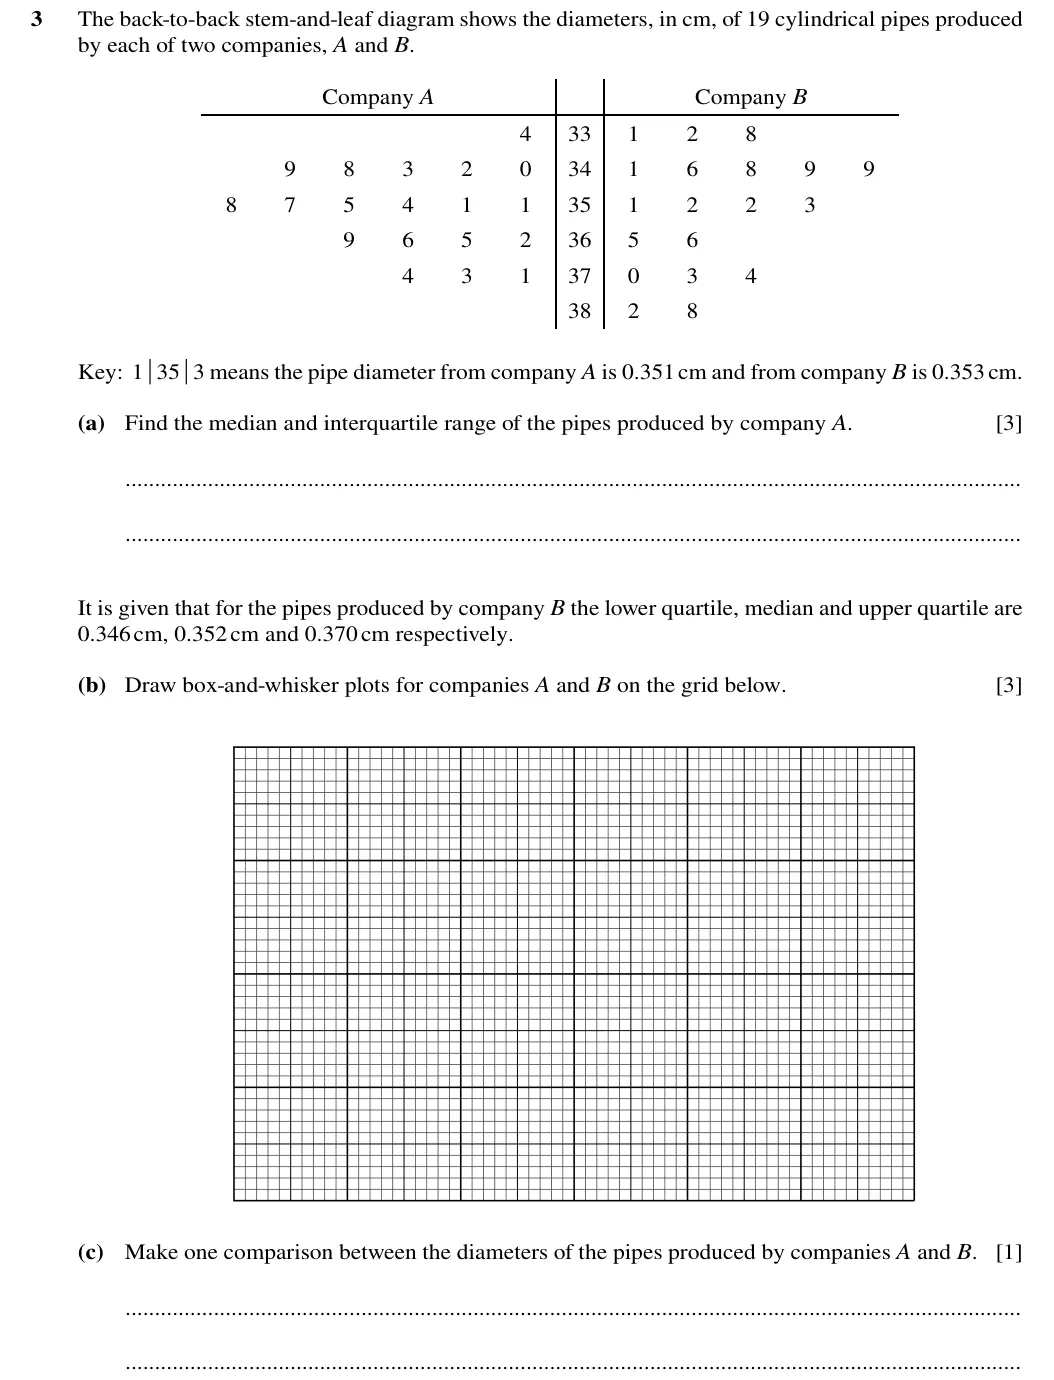 3 The back-to-back stem-and-leaf diagram shows the diameters, in cm, of 19 cylindrical pipes produced
by each of two companies, A and B.
Company A Company B
4 33 1 2 8
9 8 3 2 0 34 1 6 8 9 9
8 7 5 4 1 1 35 1 2 2 3
9 6 5 2 36 5 6
4 3 1 37 0 3 4
38 2 8
Key: 1 | 35 | 3 means the pipe diameter from company A is 0.351 cm and from company B is 0.353 cm.
(a) Find the median and interquartile range of the pipes produced by company A. [3]
It is given that for the pipes produced by company B the lower quartile, median and upper quartile are
0.346 cm, 0.352 cm and 0.370 cm respectively.
(b) Draw box-and-whisker plots for companies A and B on the grid below. [3]
(c) Make one comparison between the diameters of the pipes produced by companies A and B. [1]